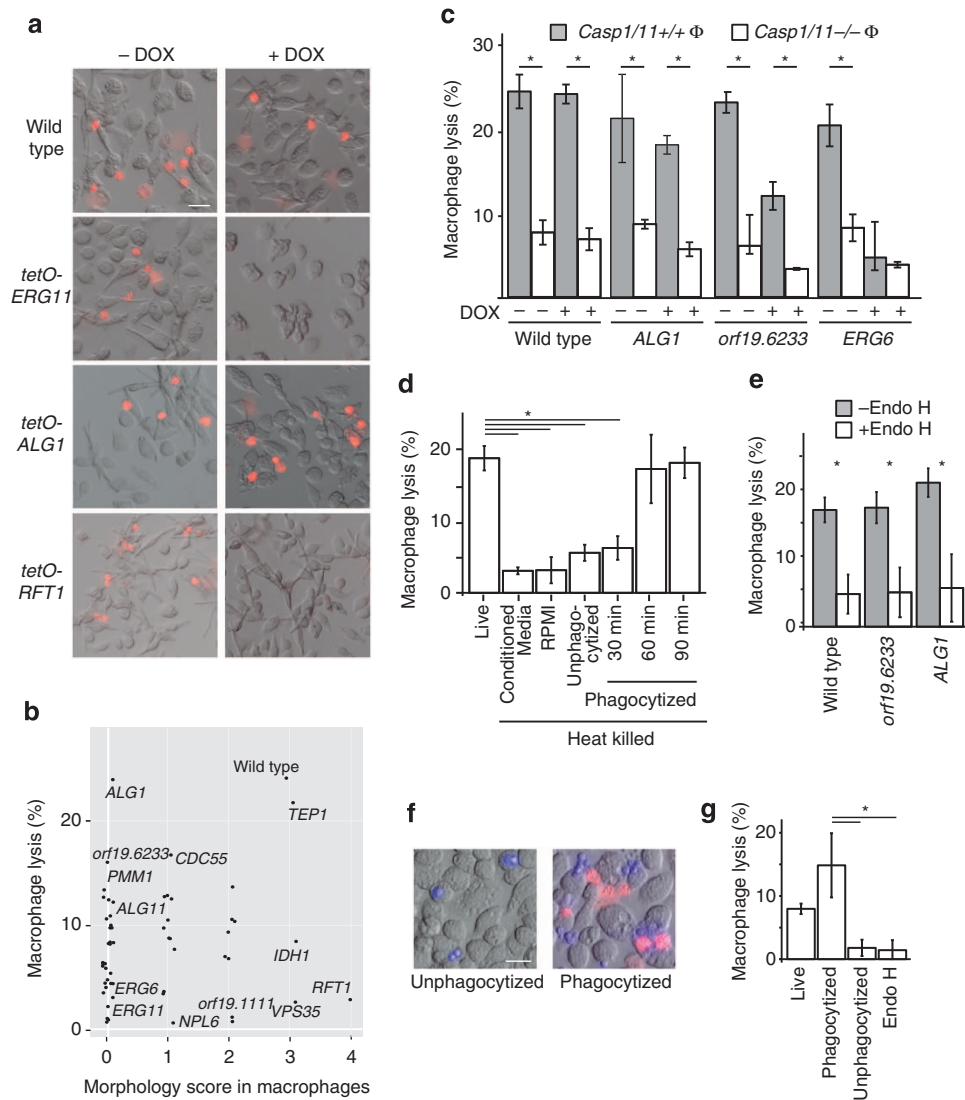 a
– DOX
+ DOX
Wild
type
tetO-
ERG11
tetO-
ALG1
tetO-
RFT1
b
Macrophage lysis (%)
20
10
0
Wild type
ALG1
TEP1
orf19.6233
CDC55
PMM1
ALG11
IDH1
ERG6
orf19.1111
RFT1
ERG11
VPS35
NPL6
0 1 2 3 4
Morphology score in macrophages
c
Casp1/11+/+ Φ
Casp1/11–/– Φ
Macrophage lysis (%)
30
20
10
* * * * * * *
DOX – – + + – – + + – – + + – – + +
Wild type ALG1 orf19.6233 ERG6
d
Macrophage lysis (%)
20
10
0
*
Live
Conditioned
Media
RPMI
Unphago-
cytized
30 min
60 min
90 min
Phagocytized
Heat killed
e
–Endo H
+Endo H
Macrophage lysis (%)
20
10
0
* * *
Wild type
orf19.6233
ALG1
f
Unphagocytized
Phagocytized
g
Macrophage lysis (%)
20
10
0
*
Live
Phagocytized
Unphagocytized
Endo H